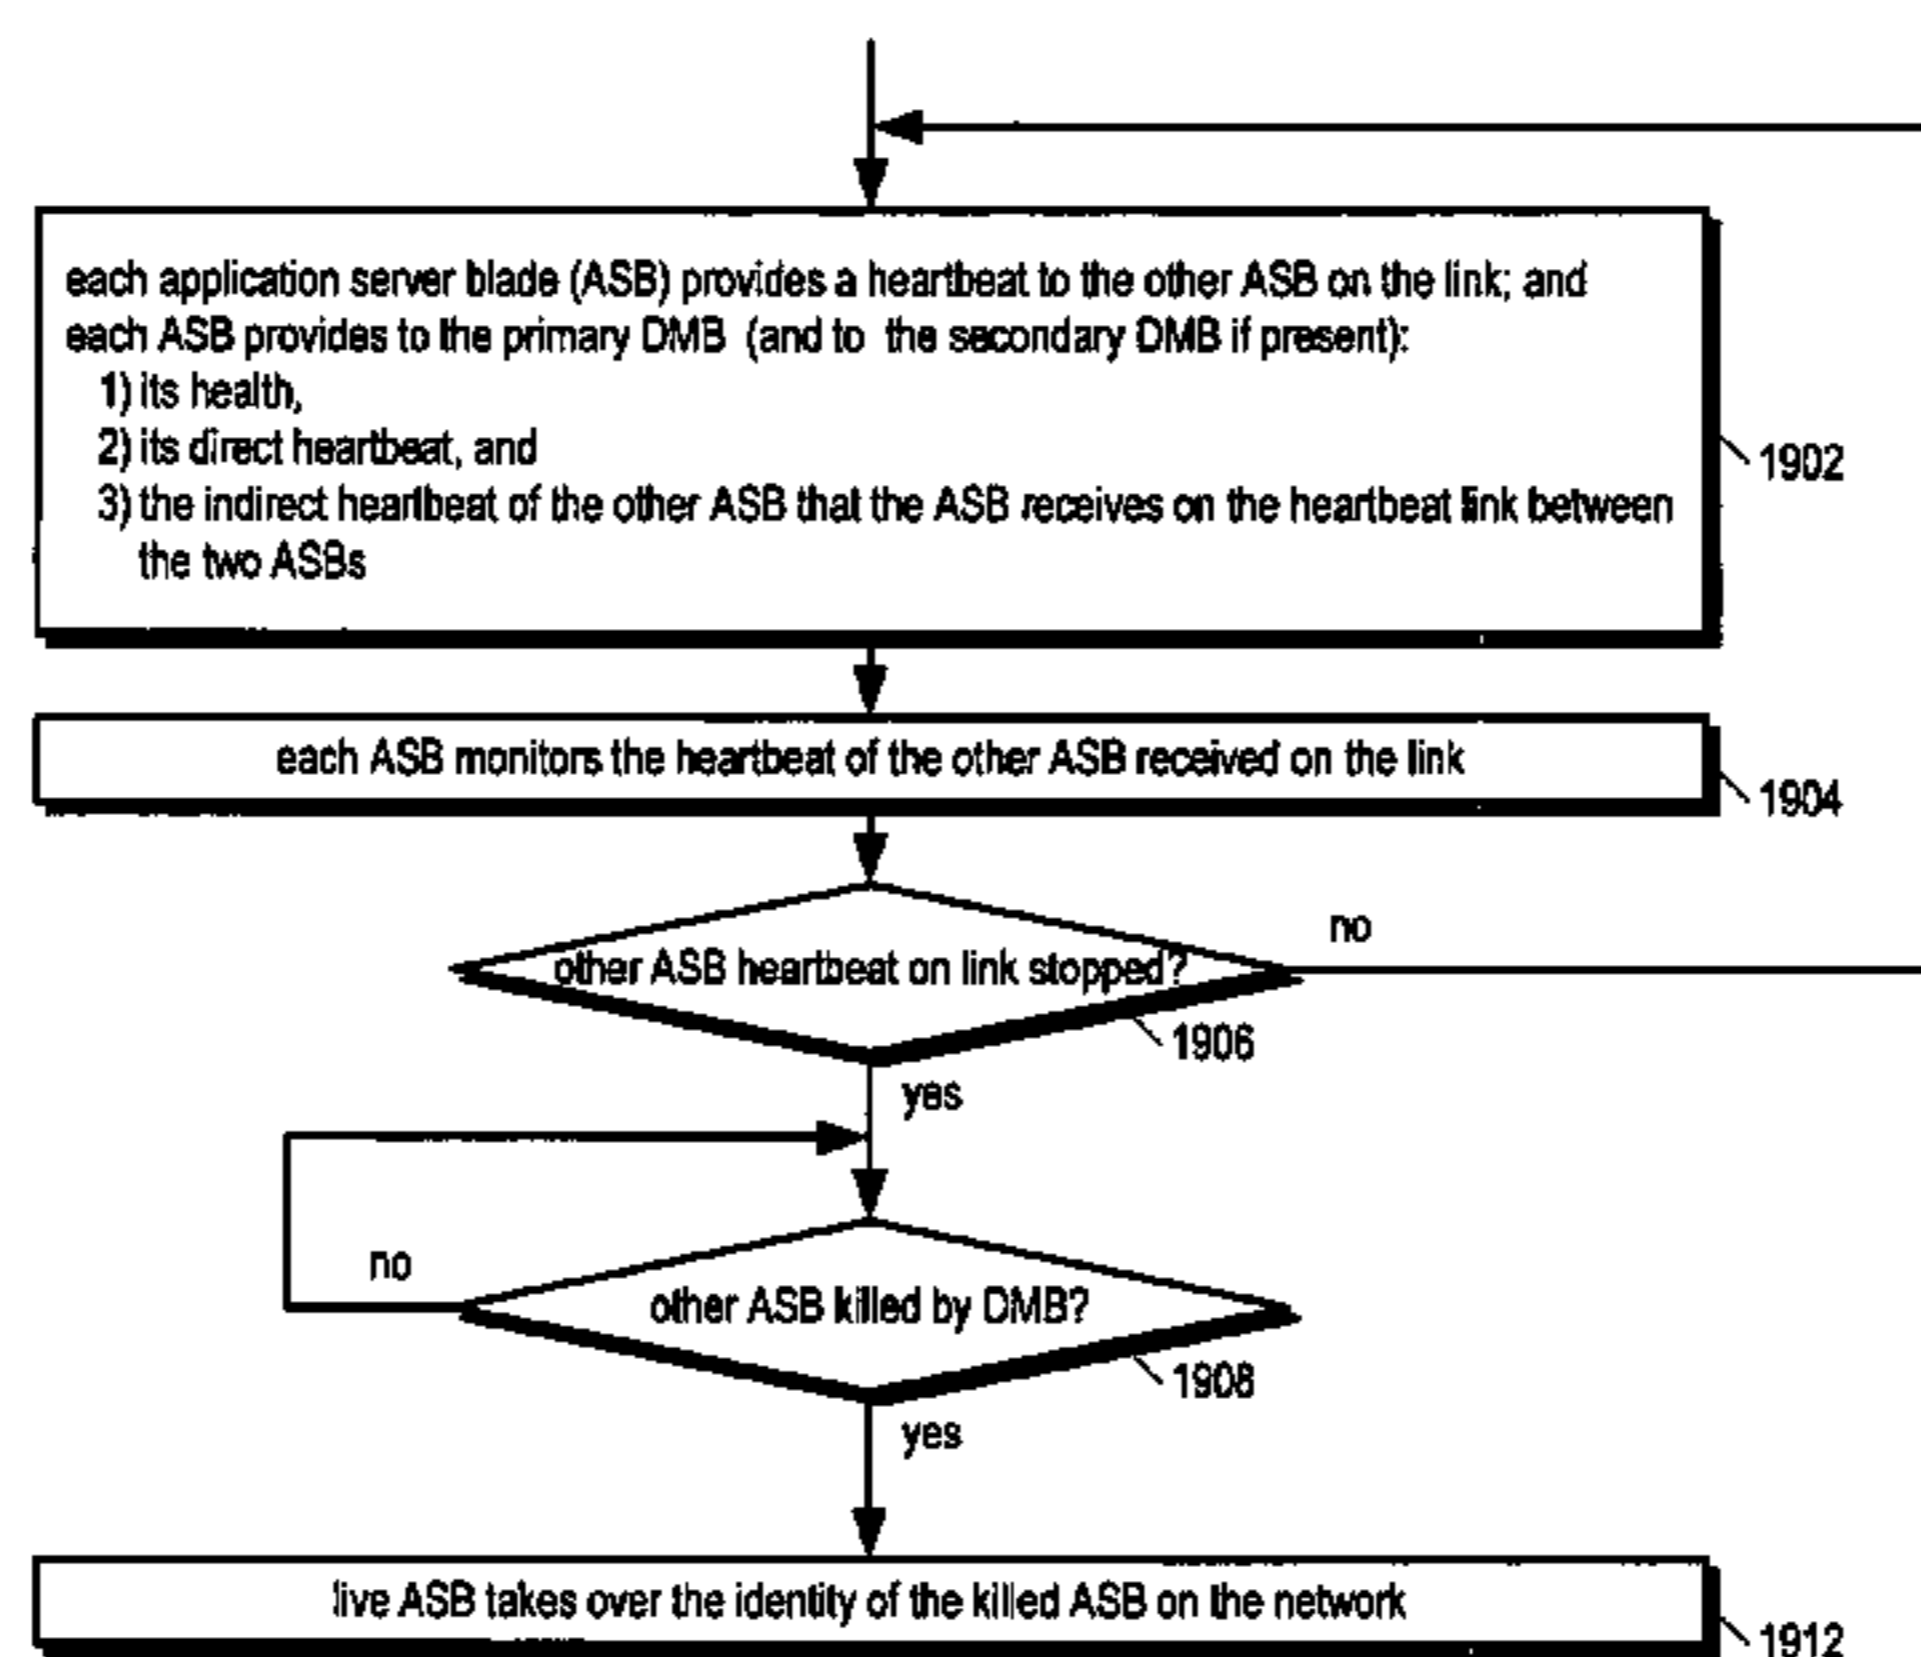 each application server blade (ASB) provides a heartbeat to the other ASB on the link; and
each ASB provides to the primary DMB (and to the secondary DMB if present):
1) its health,
2) its direct heartbeat, and
3) the indirect heartbeat of the other ASB that the ASB receives on the heartbeat link between
the two ASBs
1902
each ASB monitors the heartbeat of the other ASB received on the link
1904
no
other ASB heartbeat on link stopped?
1906
yes
no
other ASB killed by DMB?
1908
yes
live ASB takes over the identity of the killed ASB on the network
1912